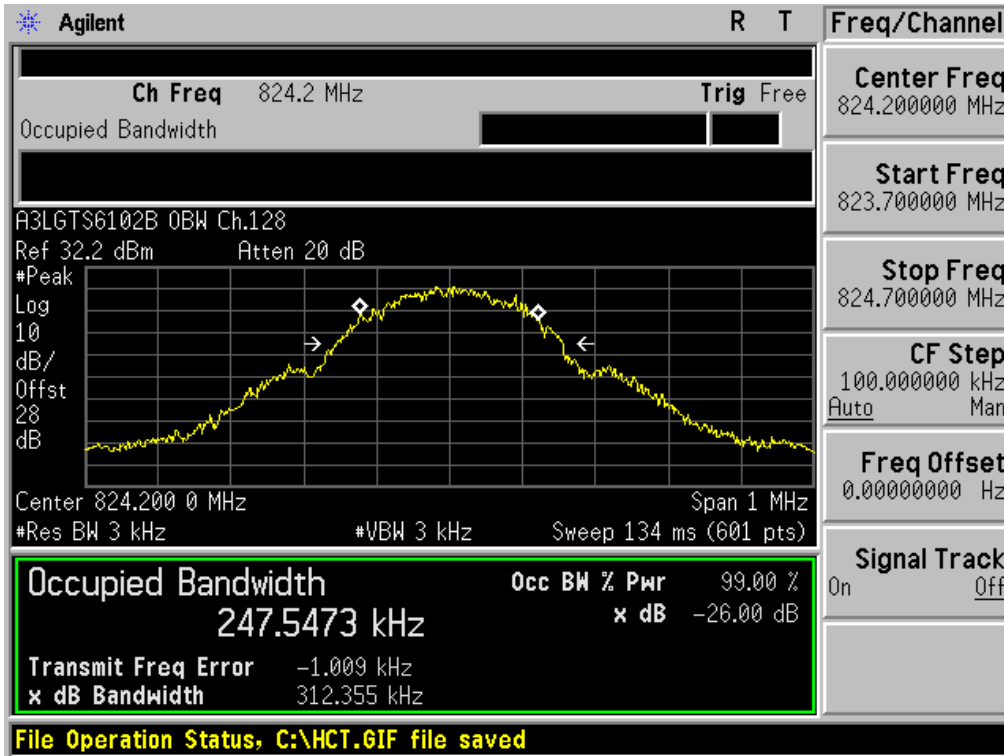 Agilent R T
Freq/Channel
Ch Freq 824.2 MHz Trig Free
Occupied Bandwidth
A3LGTS6102B OBW Ch.128
Ref 32.2 dBm Atten 20 dB
#Peak
Log
10
dB/
Offst
28
dB
Center 824.200 0 MHz Span 1 MHz
#Res BW 3 kHz #VBW 3 kHz Sweep 134 ms (601 pts)
Occupied Bandwidth
247.5473 kHz
Occ BW % Pwr 99.00 %
x dB -26.00 dB
Transmit Freq Error -1.009 kHz
x dB Bandwidth 312.355 kHz
Center Freq
824.200000 MHz
Start Freq
823.700000 MHz
Stop Freq
824.700000 MHz
CF Step
100.000000 kHz
Auto Man
Freq Offset
0.00000000 Hz
Signal Track
On Off
File Operation Status, C:\HCT.GIF file saved